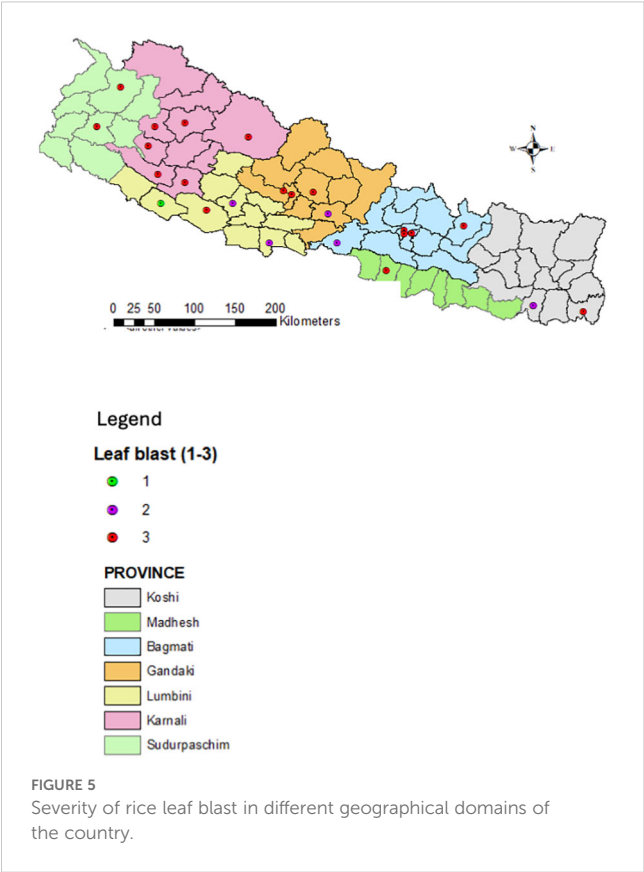 N
W E
S
0 25 50 100 150 200
Kilometers
Legend
Leaf blast (1-3)
1
2
3
PROVINCE
Koshi
Madhesh
Bagmati
Gandaki
Lumbini
Karnali
Sudurpaschim
FIGURE 5
Severity of rice leaf blast in different geographical domains of
the country.